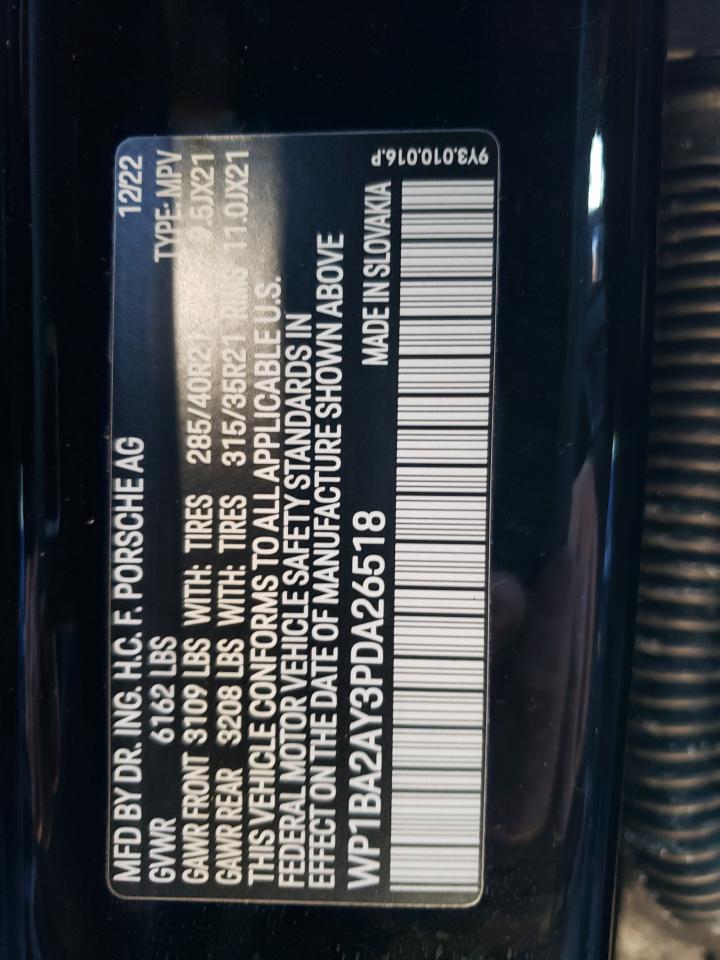 MFD BY DR. ING. H.C. F. PORSCHE AG 12/22
GVWR 6162 LBS TYPE: MPV
GAWR FRONT 3109 LBS WITH: TIRES 285/40R21 9.5JX21
GAWR REAR 3208 LBS WITH: TIRES 315/35R21 RIMS 11.0JX21
THIS VEHICLE CONFORMS TO ALL APPLICABLE U.S.
FEDERAL MOTOR VEHICLE SAFETY STANDARDS IN
EFFECT ON THE DATE OF MANUFACTURE SHOWN ABOVE
WP1BA2AY3PDA26518 MADE IN SLOVAKIA
9Y3.010.016.P